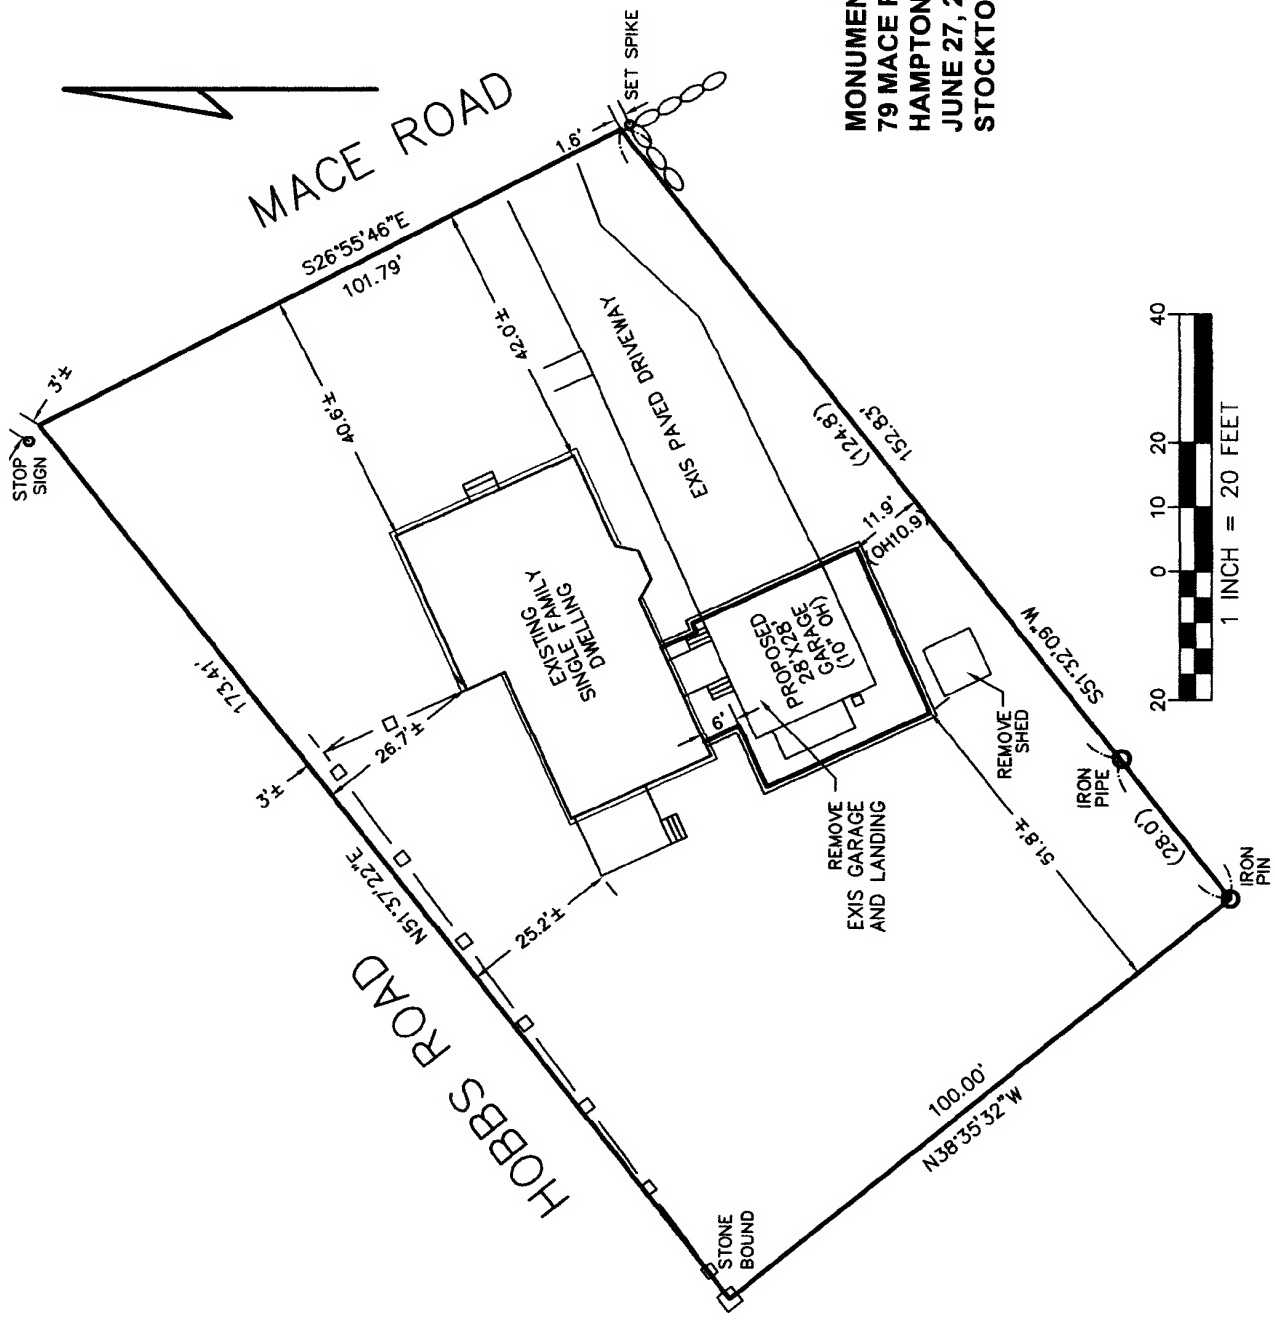 MONUMEN
79 MACE
HAMPTON
JUNE 27,
STOCKTO
MACE ROAD
HOBBS ROAD
STOP
SIGN
3'±
S26°55'46"E
101.79'
1.6'
SET SPIKE
40.6'±
42.0'±
EXIS PAVED DRIVEWAY
EXISTING
SINGLE FAMILY
DWELLING
173.41'
3'±
26.7'±
N51°37'22"E
25.2'±
6'
PROPOSED
28'X28'
GARAGE
(10" OH)
11.9'
(OH10.9)
(124.8')
152.83'
S51°32'09"W
REMOVE
SHED
REMOVE
EXIS GARAGE
AND LANDING
51.8'±
IRON
PIPE
(28.0')
IRON
PIN
100.00'
N38°35'32"W
STONE
BOUND
20 10 0 20 40
1 INCH = 20 FEET